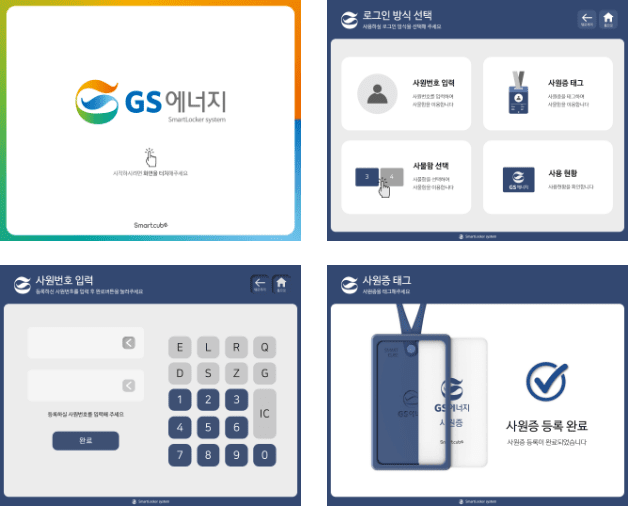 GS에너지
SmartLocker system
시작하시려면 화면을 터치해주세요
Smartcube
로그인 방식 선택
사용하실 로그인 방식을 선택해 주세요
사원번호 입력
사원번호를 입력하여
사물함을 이용합니다
사원증 태그
사원증을 태그하여
사물함을 이용합니다
3
4
사물함 선택
사물함을 선택하여
사물함을 이용합니다
GS에너지
사용 현황
사용현황을 확인합니다
SmartLocker system
사원번호 입력
등록하신 사원번호를 입력 후 완료버튼을 눌러주세요
E L R Q
D S Z G
1 2 3
IC
4 5 6
7 8 9 0
등록하실 사원번호를 입력해 주세요
완료
SmartLocker system
사원증 태그
사원증을 태그해주세요
GS에너지
사원증
Smartcube
사원증 등록 완료
사원증 등록이 완료되었습니다
SmartLocker system